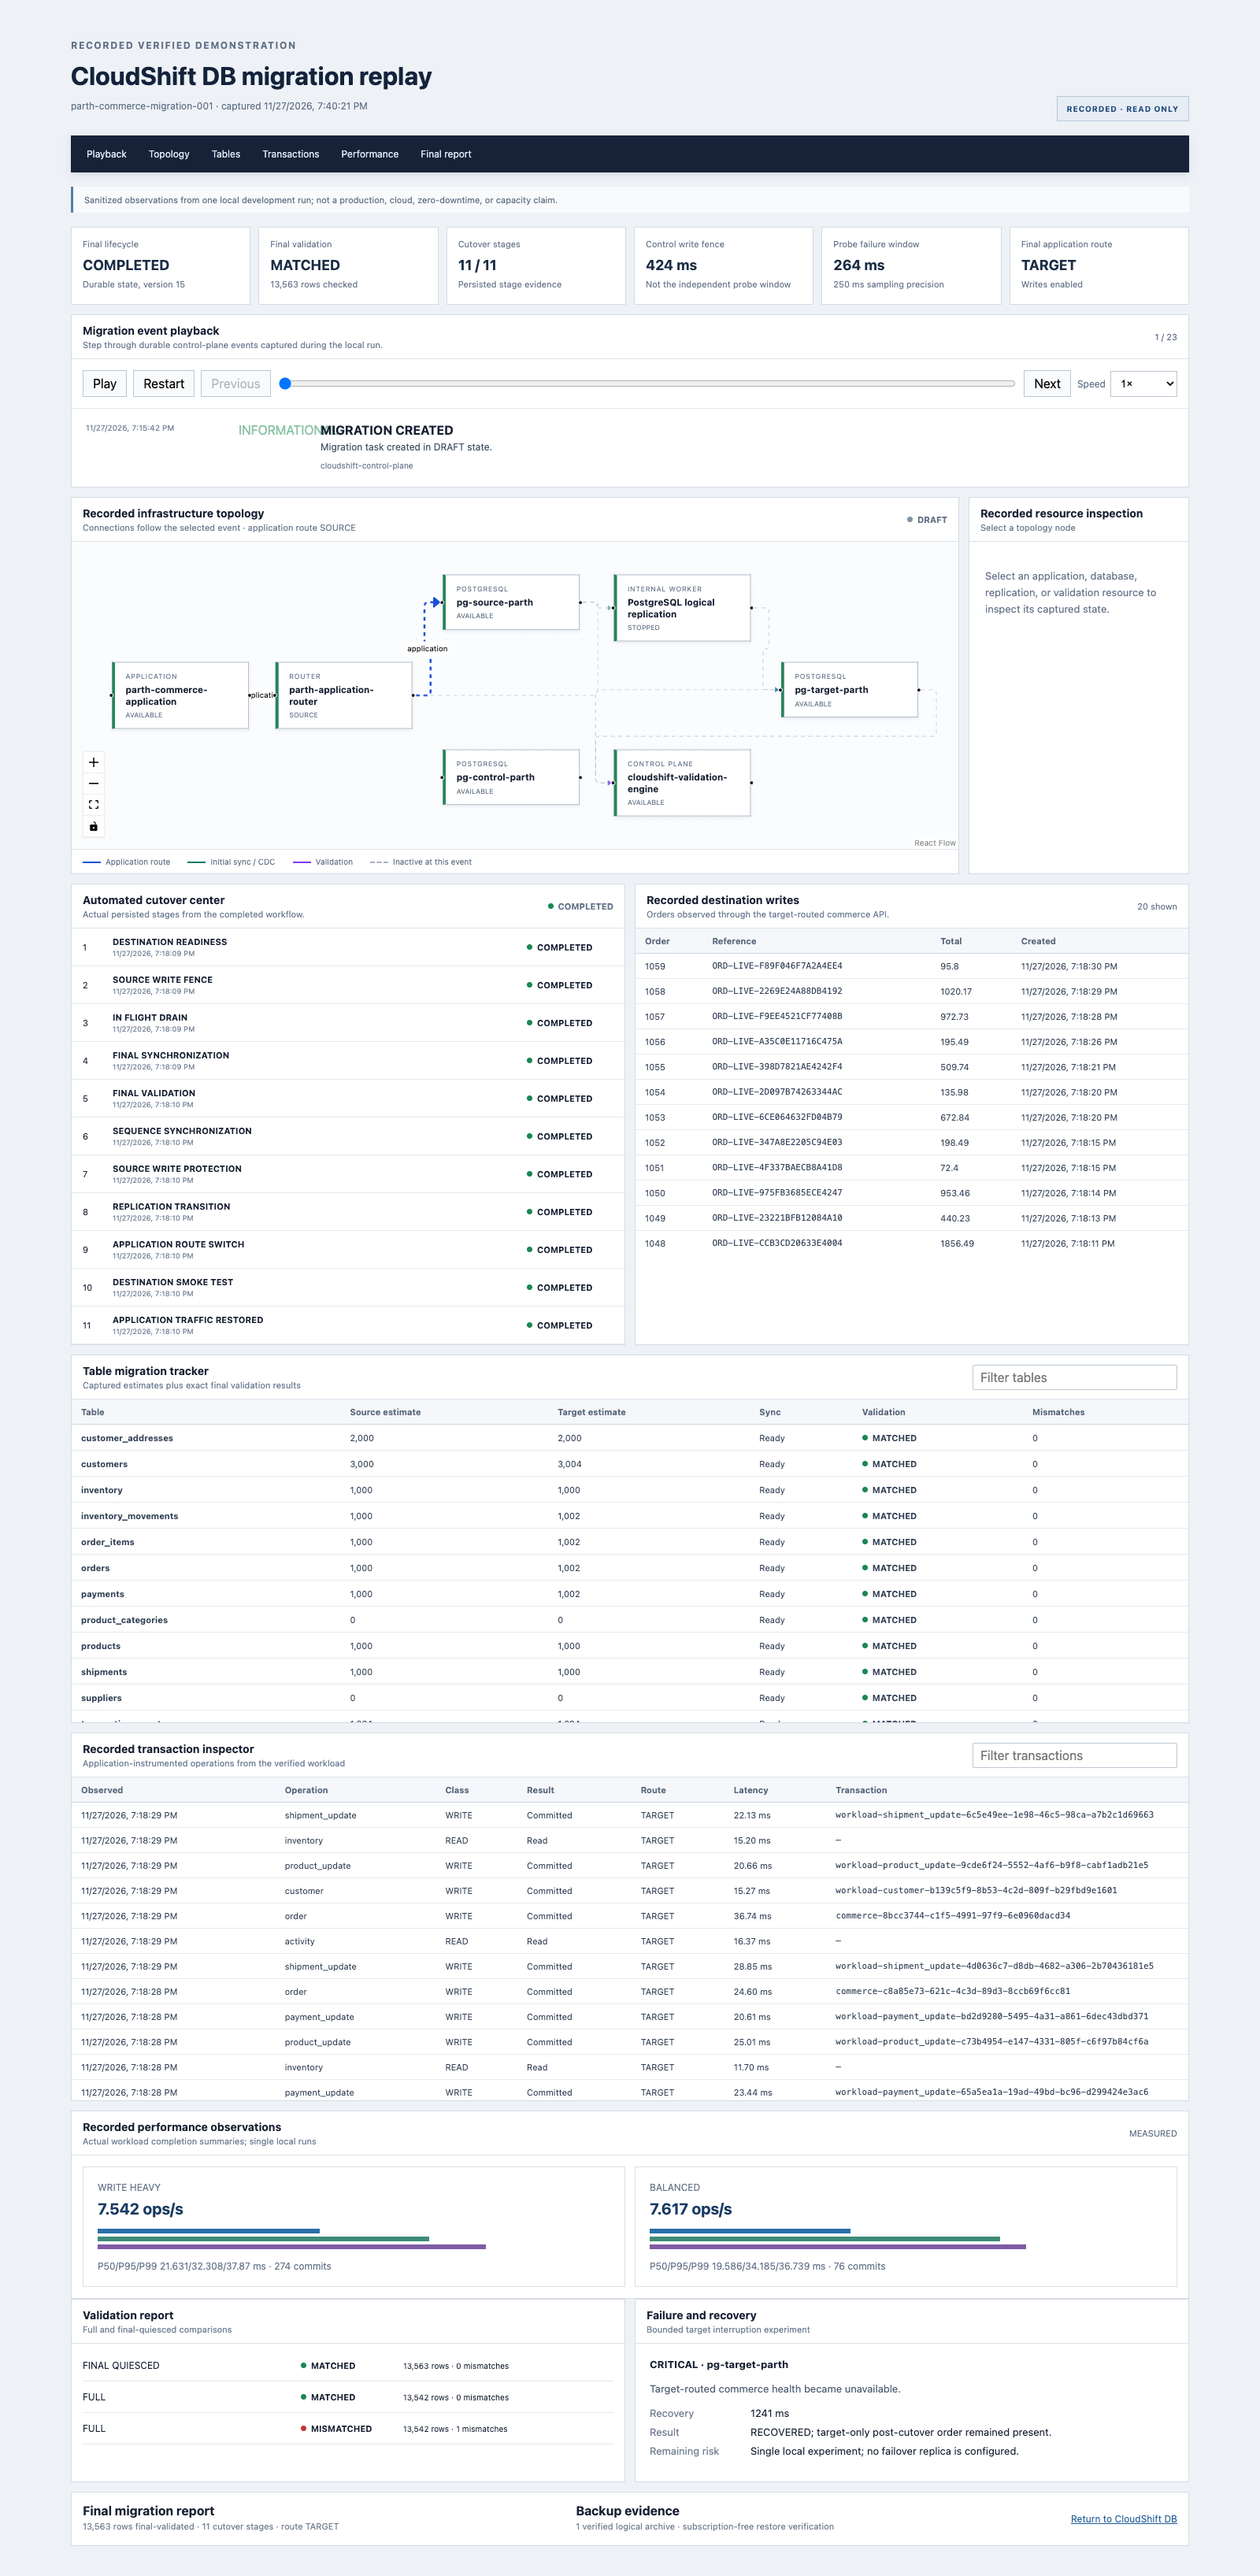 RECORDED VERIFIED DEMONSTRATION
CloudShift DB migration replay
parth-commerce-migration-001 · captured 11/27/2026, 7:40:21 PM
RECORDED · READ ONLY
Playback Topology Tables Transactions Performance Final report
Sanitized observations from one local development run; not a production, cloud, zero-downtime, or capacity claim.
Final lifecycle
COMPLETED
Durable state, version 15
Final validation
MATCHED
13,563 rows checked
Cutover stages
11 / 11
Persisted stage evidence
Control write fence
424 ms
Not the independent probe window
Probe failure window
264 ms
250 ms sampling precision
Final application route
TARGET
Writes enabled
Migration event playback
Step through durable control-plane events captured during the local run.
1 / 23
Play Restart Previous Next Speed 1×
11/27/2026, 7:15:42 PM
INFORMATION
MIGRATION CREATED
Migration task created in DRAFT state.
cloudshift-control-plane
Recorded infrastructure topology
Connections follow the selected event · application route SOURCE
DRAFT
POSTGRESQL
pg-source-parth
AVAILABLE
INTERNAL WORKER
PostgreSQL logical
replication
STOPPED
application
APPLICATION
parth-commerce-
application
AVAILABLE
plicati
ROUTER
parth-application-
router
SOURCE
POSTGRESQL
pg-target-parth
AVAILABLE
POSTGRESQL
pg-control-parth
AVAILABLE
CONTROL PLANE
cloudshift-validation-
engine
AVAILABLE
React Flow
Application route Initial sync / CDC Validation Inactive at this event
Recorded resource inspection
Select a topology node
Select an application, database,
replication, or validation resource to
inspect its captured state.
Automated cutover center
Actual persisted stages from the completed workflow.
COMPLETED
1 DESTINATION READINESS COMPLETED
11/27/2026, 7:18:09 PM
2 SOURCE WRITE FENCE COMPLETED
11/27/2026, 7:18:09 PM
3 IN FLIGHT DRAIN COMPLETED
11/27/2026, 7:18:09 PM
4 FINAL SYNCHRONIZATION COMPLETED
11/27/2026, 7:18:09 PM
5 FINAL VALIDATION COMPLETED
11/27/2026, 7:18:10 PM
6 SEQUENCE SYNCHRONIZATION COMPLETED
11/27/2026, 7:18:10 PM
7 SOURCE WRITE PROTECTION COMPLETED
11/27/2026, 7:18:10 PM
8 REPLICATION TRANSITION COMPLETED
11/27/2026, 7:18:10 PM
9 APPLICATION ROUTE SWITCH COMPLETED
11/27/2026, 7:18:10 PM
10 DESTINATION SMOKE TEST COMPLETED
11/27/2026, 7:18:10 PM
11 APPLICATION TRAFFIC RESTORED COMPLETED
11/27/2026, 7:18:10 PM
Recorded destination writes
Orders observed through the target-routed commerce API.
20 shown
Order Reference Total Created
1059 ORD-LIVE-F89F046F7A2A4EE4 95.8 11/27/2026, 7:18:30 PM
1058 ORD-LIVE-2269E24A88DB4192 1020.17 11/27/2026, 7:18:29 PM
1057 ORD-LIVE-F9EE4521CF77408B 972.73 11/27/2026, 7:18:28 PM
1056 ORD-LIVE-A35C0E11716C475A 195.49 11/27/2026, 7:18:26 PM
1055 ORD-LIVE-398D7821AE4242F4 509.74 11/27/2026, 7:18:21 PM
1054 ORD-LIVE-2D097B74263344AC 135.98 11/27/2026, 7:18:20 PM
1053 ORD-LIVE-6CE064632FD04B79 672.84 11/27/2026, 7:18:20 PM
1052 ORD-LIVE-347A8E2205C94E03 198.49 11/27/2026, 7:18:15 PM
1051 ORD-LIVE-4F337BAECB8A41D8 72.4 11/27/2026, 7:18:15 PM
1050 ORD-LIVE-975FB3685ECE4247 953.46 11/27/2026, 7:18:14 PM
1049 ORD-LIVE-23221BFB12084A10 440.23 11/27/2026, 7:18:13 PM
1048 ORD-LIVE-CCB3CD20633E4004 1856.49 11/27/2026, 7:18:11 PM
Table migration tracker
Captured estimates plus exact final validation results
Filter tables
Table Source estimate Target estimate Sync Validation Mismatches
customer_addresses 2,000 2,000 Ready MATCHED 0
customers 3,000 3,004 Ready MATCHED 0
inventory 1,000 1,000 Ready MATCHED 0
inventory_movements 1,000 1,002 Ready MATCHED 0
order_items 1,000 1,002 Ready MATCHED 0
orders 1,000 1,002 Ready MATCHED 0
payments 1,000 1,002 Ready MATCHED 0
product_categories 0 0 Ready MATCHED 0
products 1,000 1,000 Ready MATCHED 0
shipments 1,000 1,000 Ready MATCHED 0
suppliers 0 0 Ready MATCHED 0
Recorded transaction inspector
Application-instrumented operations from the verified workload
Filter transactions
Observed Operation Class Result Route Latency Transaction
11/27/2026, 7:18:29 PM shipment_update WRITE Committed TARGET 22.13 ms workload-shipment_update-6c5e49ee-1e98-46c5-98ca-a7b2c1d69663
11/27/2026, 7:18:29 PM inventory READ Read TARGET 15.20 ms —
11/27/2026, 7:18:29 PM product_update WRITE Committed TARGET 20.66 ms workload-product_update-9cde6f24-5552-4af6-b9f8-cabf1adb21e5
11/27/2026, 7:18:29 PM customer WRITE Committed TARGET 15.27 ms workload-customer-b139c5f9-8b53-4c2d-809f-b29fbd9e1601
11/27/2026, 7:18:29 PM order WRITE Committed TARGET 36.74 ms commerce-8bcc3744-c1f5-4991-97f9-6e0960dacd34
11/27/2026, 7:18:29 PM activity READ Read TARGET 16.37 ms —
11/27/2026, 7:18:29 PM shipment_update WRITE Committed TARGET 28.85 ms workload-shipment_update-4d0636c7-d8db-4682-a306-2b70436181e5
11/27/2026, 7:18:28 PM order WRITE Committed TARGET 24.60 ms commerce-c8a85e73-621c-4c3d-89d3-8ccb69f6cc81
11/27/2026, 7:18:28 PM payment_update WRITE Committed TARGET 20.61 ms workload-payment_update-bd2d9280-5495-4a31-a861-6dec43dbd371
11/27/2026, 7:18:28 PM product_update WRITE Committed TARGET 25.01 ms workload-product_update-c73b4954-e147-4331-805f-c6f97b84cf6a
11/27/2026, 7:18:28 PM inventory READ Read TARGET 11.70 ms —
11/27/2026, 7:18:28 PM payment_update WRITE Committed TARGET 23.44 ms workload-payment_update-65a5ea1a-19ad-49bd-bc96-d299424e3ac6
Recorded performance observations
Actual workload completion summaries; single local runs
MEASURED
WRITE HEAVY
7.542 ops/s
P50/P95/P99 21.631/32.308/37.87 ms · 274 commits
BALANCED
7.617 ops/s
P50/P95/P99 19.586/34.185/36.739 ms · 76 commits
Validation report
Full and final-quiesced comparisons
FINAL QUIESCED MATCHED 13,563 rows · 0 mismatches
FULL MATCHED 13,542 rows · 0 mismatches
FULL MISMATCHED 13,542 rows · 1 mismatches
Failure and recovery
Bounded target interruption experiment
CRITICAL · pg-target-parth
Target-routed commerce health became unavailable.
Recovery 1241 ms
Result RECOVERED; target-only post-cutover order remained present.
Remaining risk Single local experiment; no failover replica is configured.
Final migration report
13,563 rows final-validated · 11 cutover stages · route TARGET
Backup evidence
1 verified logical archive · subscription-free restore verification
Return to CloudShift DB